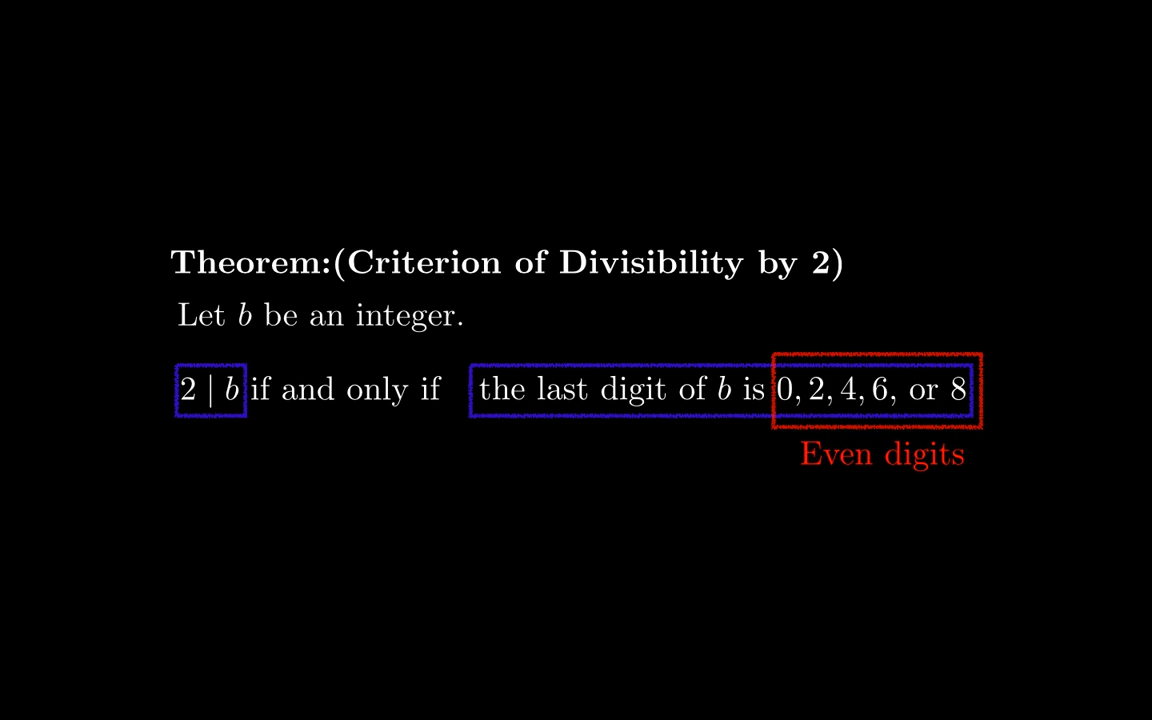 Theorem:(Criterion of Divisibility by 2)
Let b be an integer.
2 | b if and only if the last digit of b is 0, 2, 4, 6, or 8
Even digits